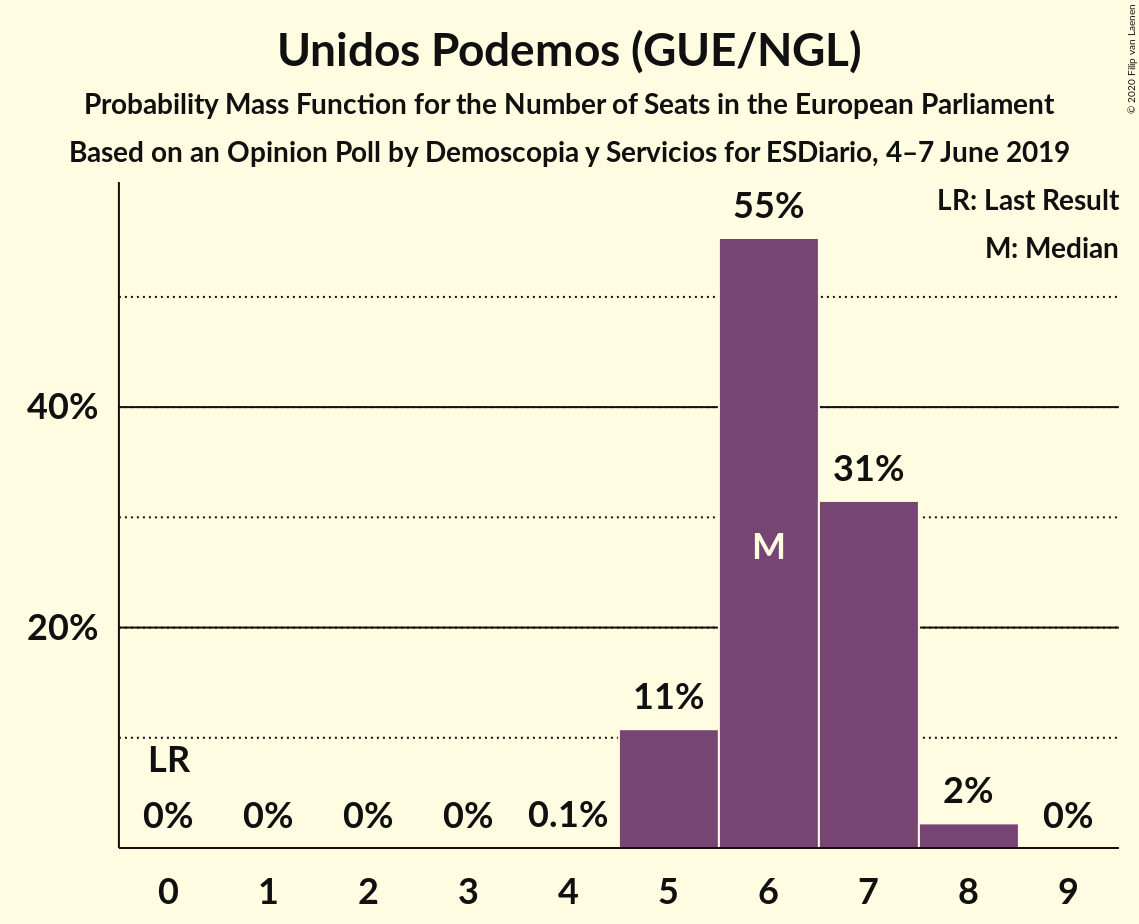 Unidos Podemos (GUE/NGL)
Probability Mass Function for the Number of Seats in the European Parliament
Based on an Opinion Poll by Demoscopia y Servicios for ESDiario, 4–7 June 2019
© 2020 Filip van Laenen
LR: Last Result
M: Median
55%
40%
31%
M
20%
11%
LR
2%
0% 0% 0% 0% 0.1% 0%
0 1 2 3 4 5 6 7 8 9